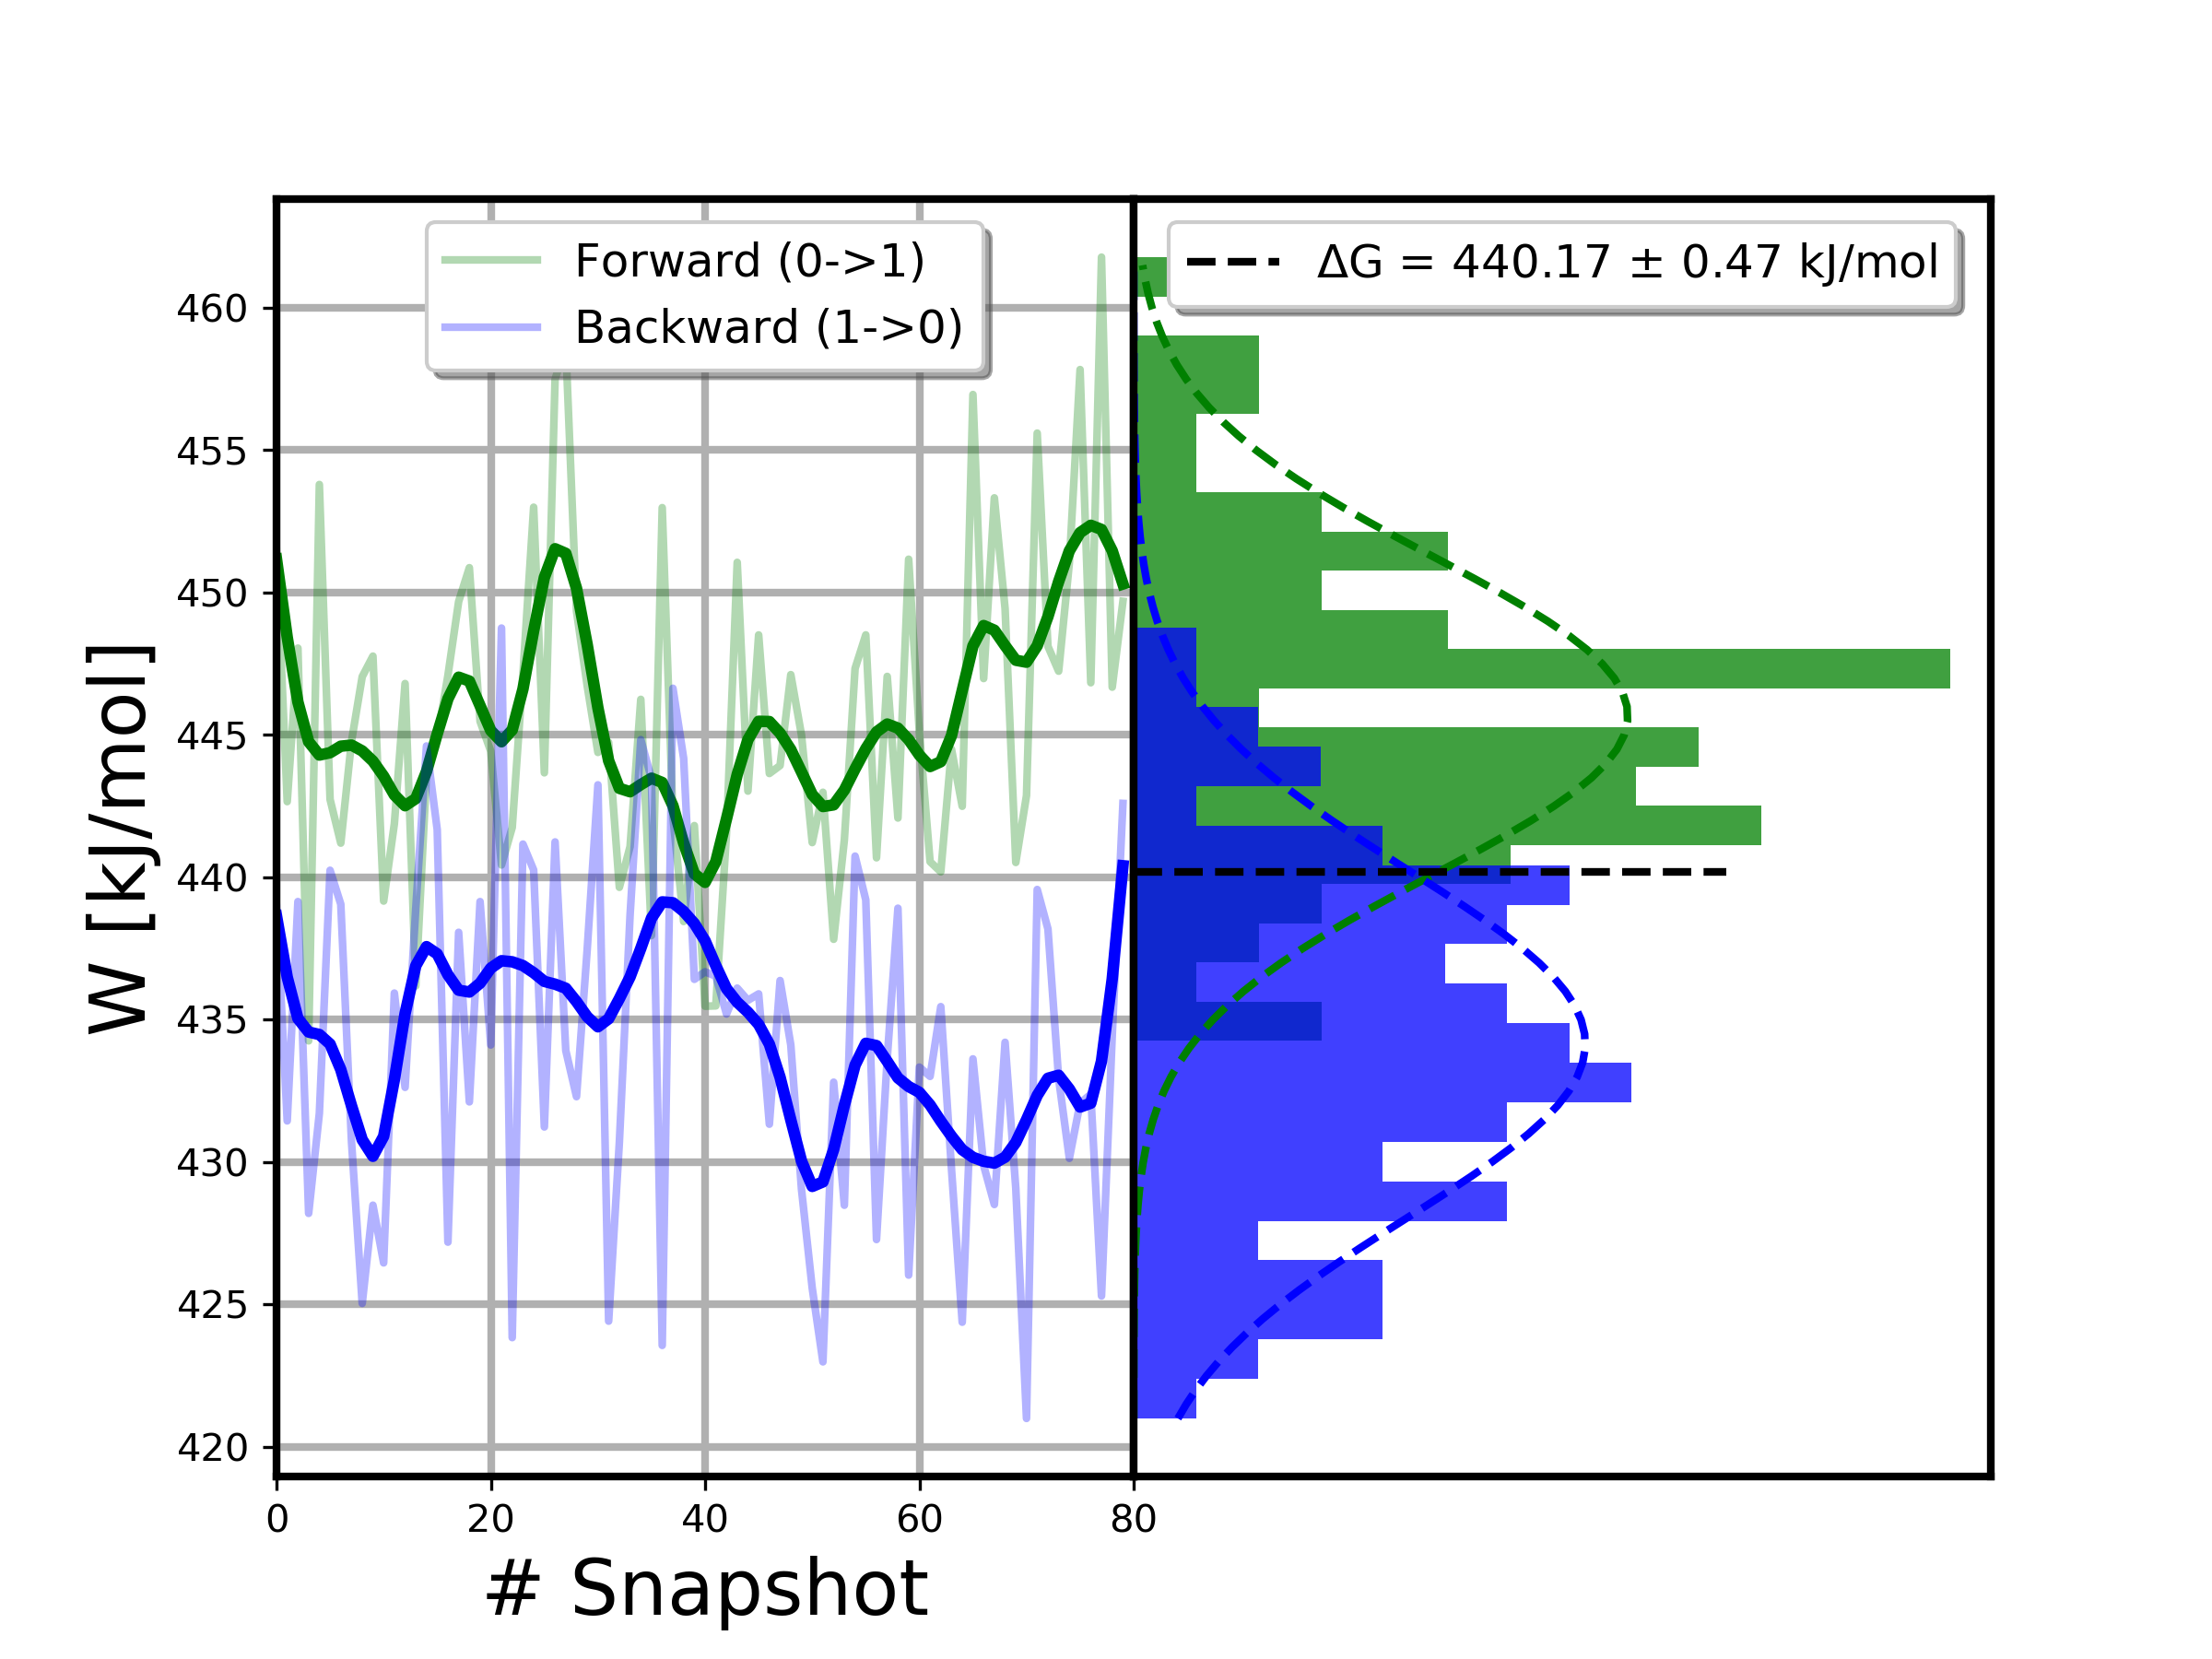 Forward (0->1)
Backward (1->0)
ΔG = 440.17 ± 0.47 kJ/mol
W [kJ/mol]
460
455
450
445
440
435
430
425
420
0 20 40 60 80
# Snapshot